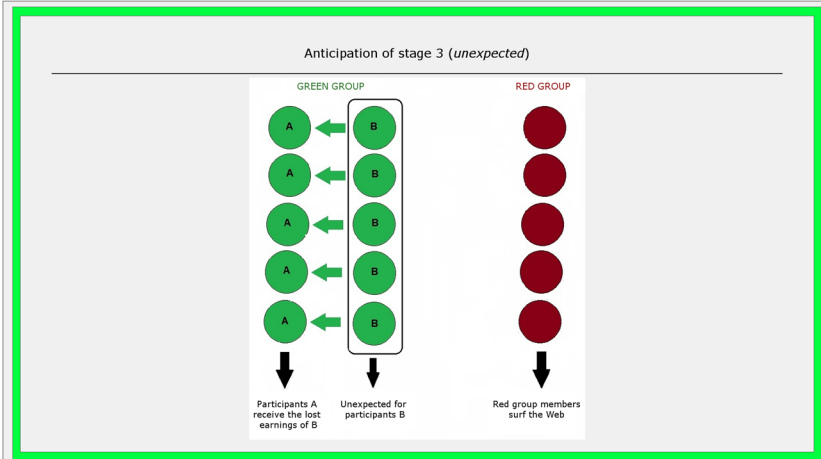 Anticipation of stage 3 (unexpected)
GREEN GROUP
RED GROUP
A
B
A
B
A
B
A
B
A
B
Participants A
receive the lost
earnings of B
Unexpected for
participants B
Red group members
surf the Web